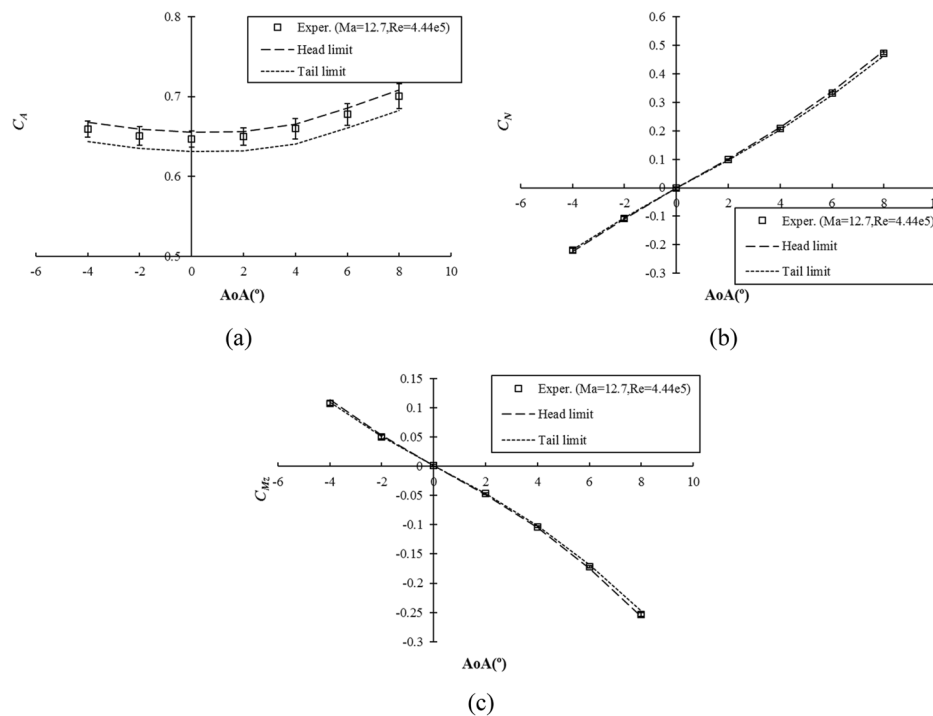 0.8
Exper. (Ma=12.7,Re=4.44e5)
Head limit
Tail limit
0.7
0.6
0.5
C_A
-6 -4 -2 0 2 4 6 8 10
AoA(º)
(a)
0.6
0.5
0.4
0.3
0.2
0.1
0
-0.1
-0.2
-0.3
C_N
-6 -4 -2 0 2 4 6 8 10
Exper. (Ma=12.7,Re=4.44e5)
Head limit
Tail limit
AoA(º)
(b)
0.15
0.1
0.05
0
-0.05
-0.1
-0.15
-0.2
-0.25
-0.3
C_Mz
Exper. (Ma=12.7,Re=4.44e5)
Head limit
Tail limit
-6 -4 -2 0 2 4 6 8 10
AoA(º)
(c)